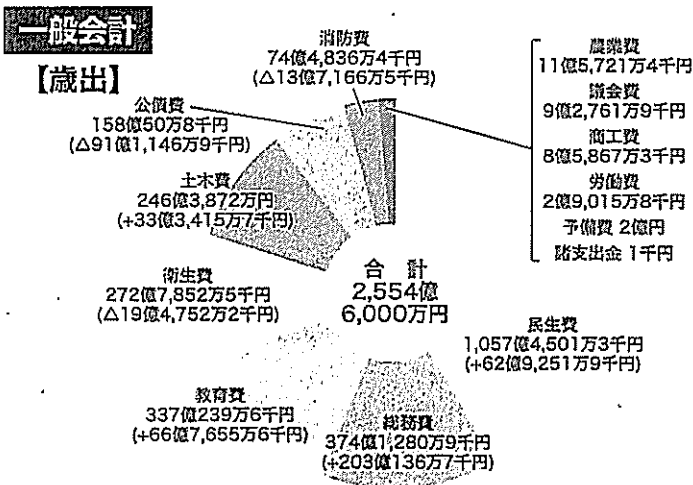 一般会計
【歳出】
消防費
74億4,836万4千円
(△13億7,166万5千円)
農業費
11億5,721万4千円
議会費
9億2,761万9千円
商工費
8億5,867万3千円
労働費
2億9,015万8千円
予備費 2億円
諸支出金 1千円
公債費
158億50万8千円
(△91億1,146万9千円)
土木費
246億3,872万円
(+33億3,415万7千円)
衛生費
272億7,852万5千円
(△19億4,752万2千円)
合 計
2,554億
6,000万円
民生費
1,057億4,501万3千円
(+62億9,251万9千円)
教育費
337億239万6千円
(+66億7,655万6千円)
総務費
374億1,280万9千円
(+203億136万7千円)